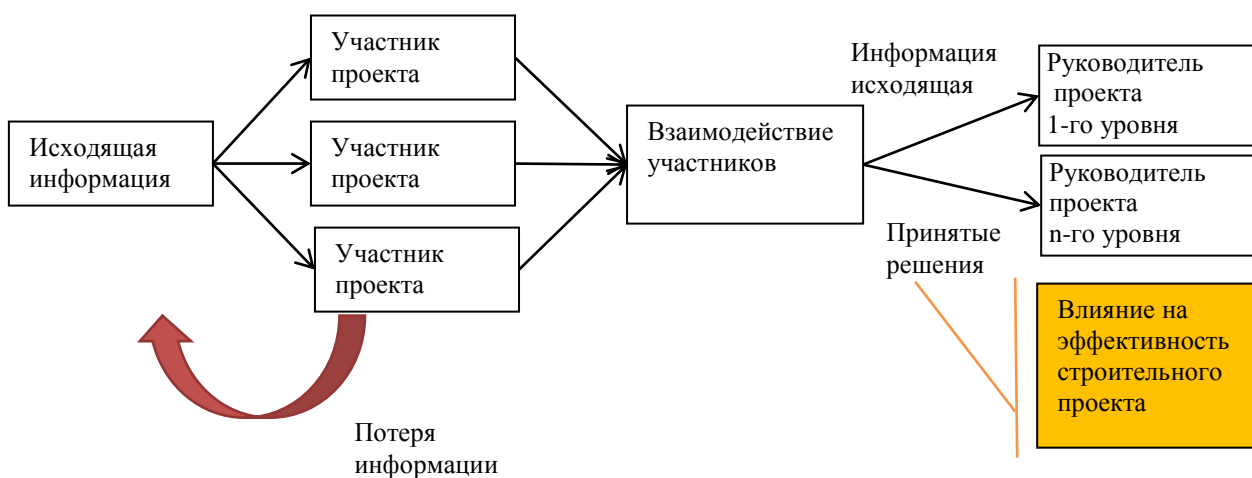 Исходящая
информация
Участник
проекта
Участник
проекта
Участник
проекта
Потеря
информации
Взаимодействие
участников
Информация
исходящая
Принятые
решения
Руководитель
проекта
1-го уровня
Руководитель
проекта
n-го уровня
Влияние на
эффективность
строительного
проекта